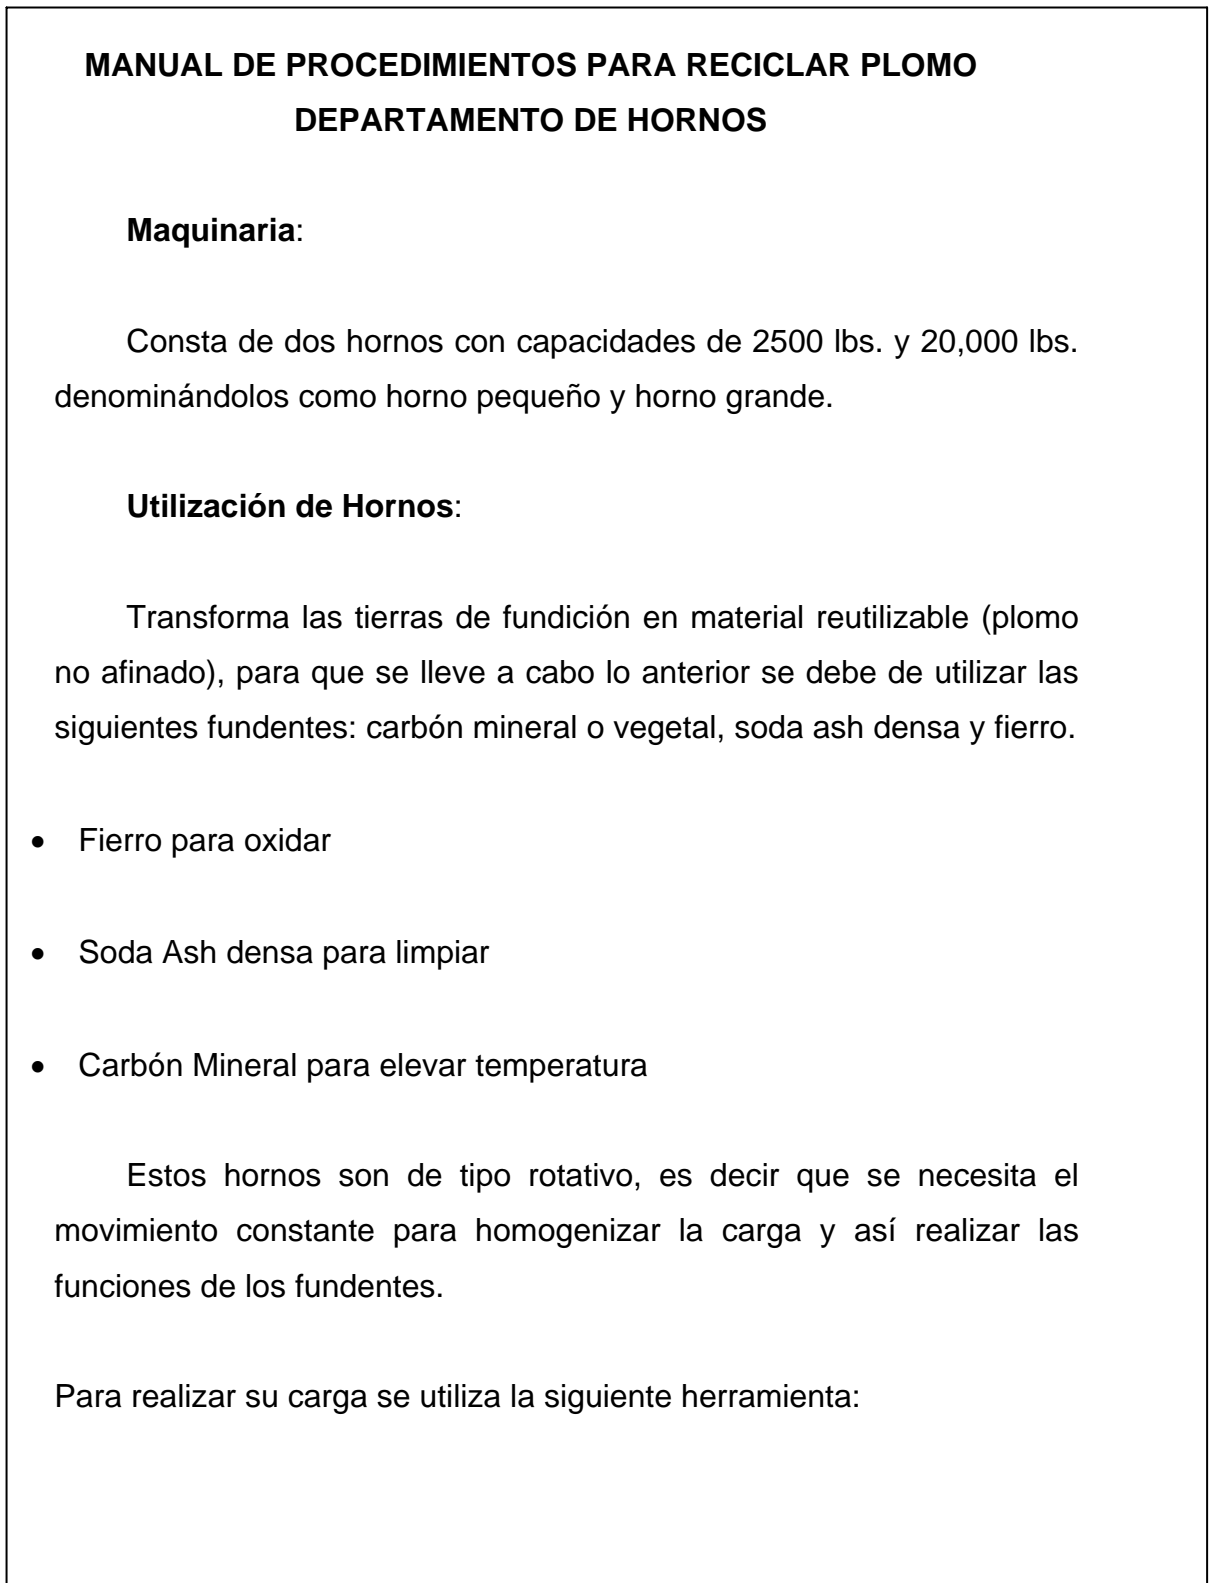 MANUAL DE PROCEDIMIENTOS PARA RECICLAR PLOMO
DEPARTAMENTO DE HORNOS
Maquinaria:
Consta de dos hornos con capacidades de 2500 lbs. y 20,000 lbs.
denominándolos como horno pequeño y horno grande.
Utilización de Hornos:
Transforma las tierras de fundición en material reutilizable (plomo
no afinado), para que se lleve a cabo lo anterior se debe de utilizar las
siguientes fundentes: carbón mineral o vegetal, soda ash densa y fierro.
• Fierro para oxidar
• Soda Ash densa para limpiar
• Carbón Mineral para elevar temperatura
Estos hornos son de tipo rotativo, es decir que se necesita el
movimiento constante para homogenizar la carga y así realizar las
funciones de los fundentes.
Para realizar su carga se utiliza la siguiente herramienta: